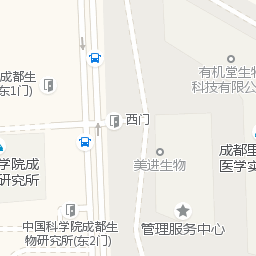 有机堂生物
科技有限公
成都生
(东1门)
西门
成都里
医学实
美进生物
学院成
研究所
中国科学院成都生
物研究所(东2门)
管理服务中心